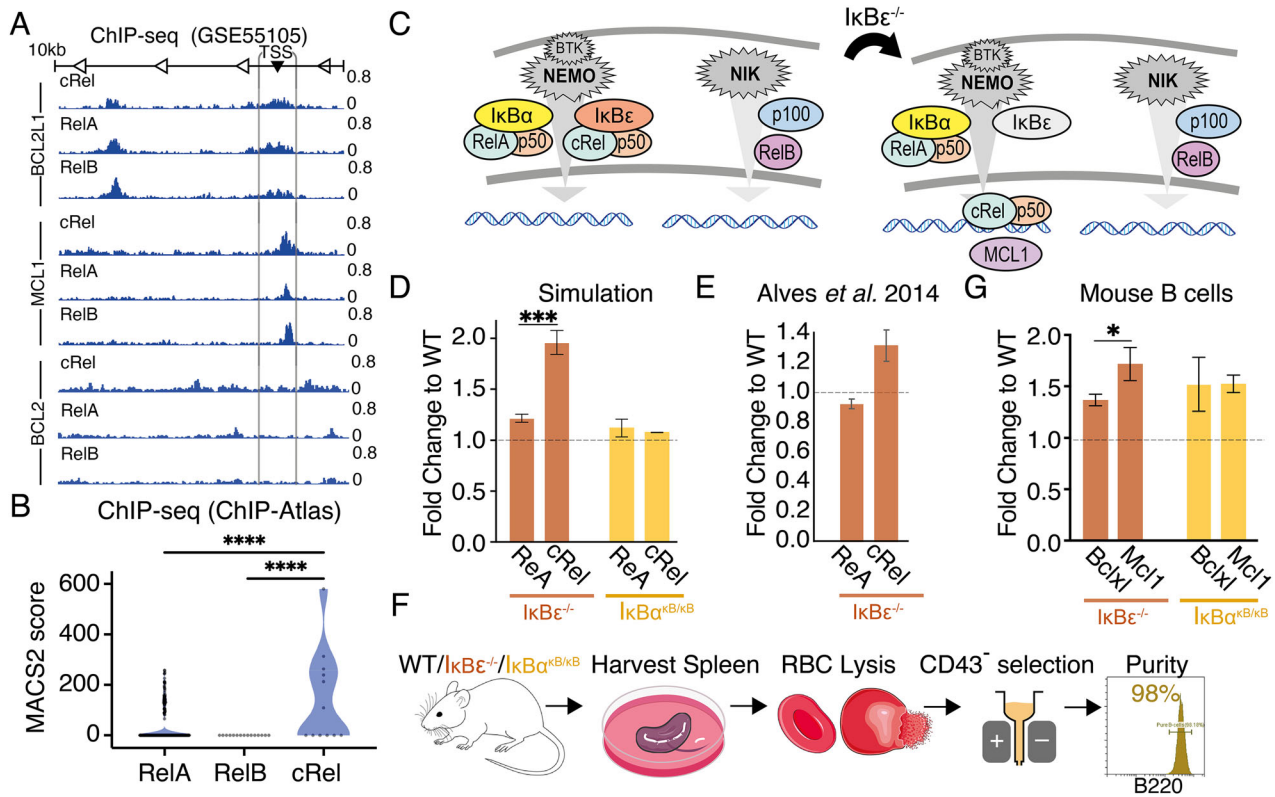 A
ChIP-seq (GSE55105)
10kb
TSS
BCL2L1
cRel
0.8
0
RelA
0.8
0
RelB
0.8
0
MCL1
cRel
0.8
0
RelA
0.8
0
RelB
0.8
0
BCL2
cRel
0.8
0
RelA
0.8
0
RelB
0.8
0
B
ChIP-seq (ChIP-Atlas)
****
****
MACS2 score
600
400
200
0
RelA RelB cRel
C
BTK
NEMO
IκBα
RelA
p50
IκBε
cRel
p50
NIK
p100
RelB
IκBε-/-
BTK
NEMO
IκBα
RelA
p50
IκBε
cRel
p50
MCL1
NIK
p100
RelB
D
Simulation
Fold Change to WT
2.0
1.5
1.0
0.5
0.0
***
ReA cRel ReA cRel
IκBε-/- IκBακB/κB
E
Alves et al. 2014
Fold Change to WT
1.4
1.2
1.0
0.8
0.6
0.4
0.2
0.0
ReA cRel
IκBε-/-
G
Mouse B cells
Fold Change to WT
2.0
1.5
1.0
0.5
0.0
*
Bclxl Mcl1 Bclxl Mcl1
IκBε-/- IκBακB/κB
F
WT/IκBε-/-/IκBακB/κB
Harvest Spleen
RBC Lysis
CD43- selection
+ −
Purity
98%
B220